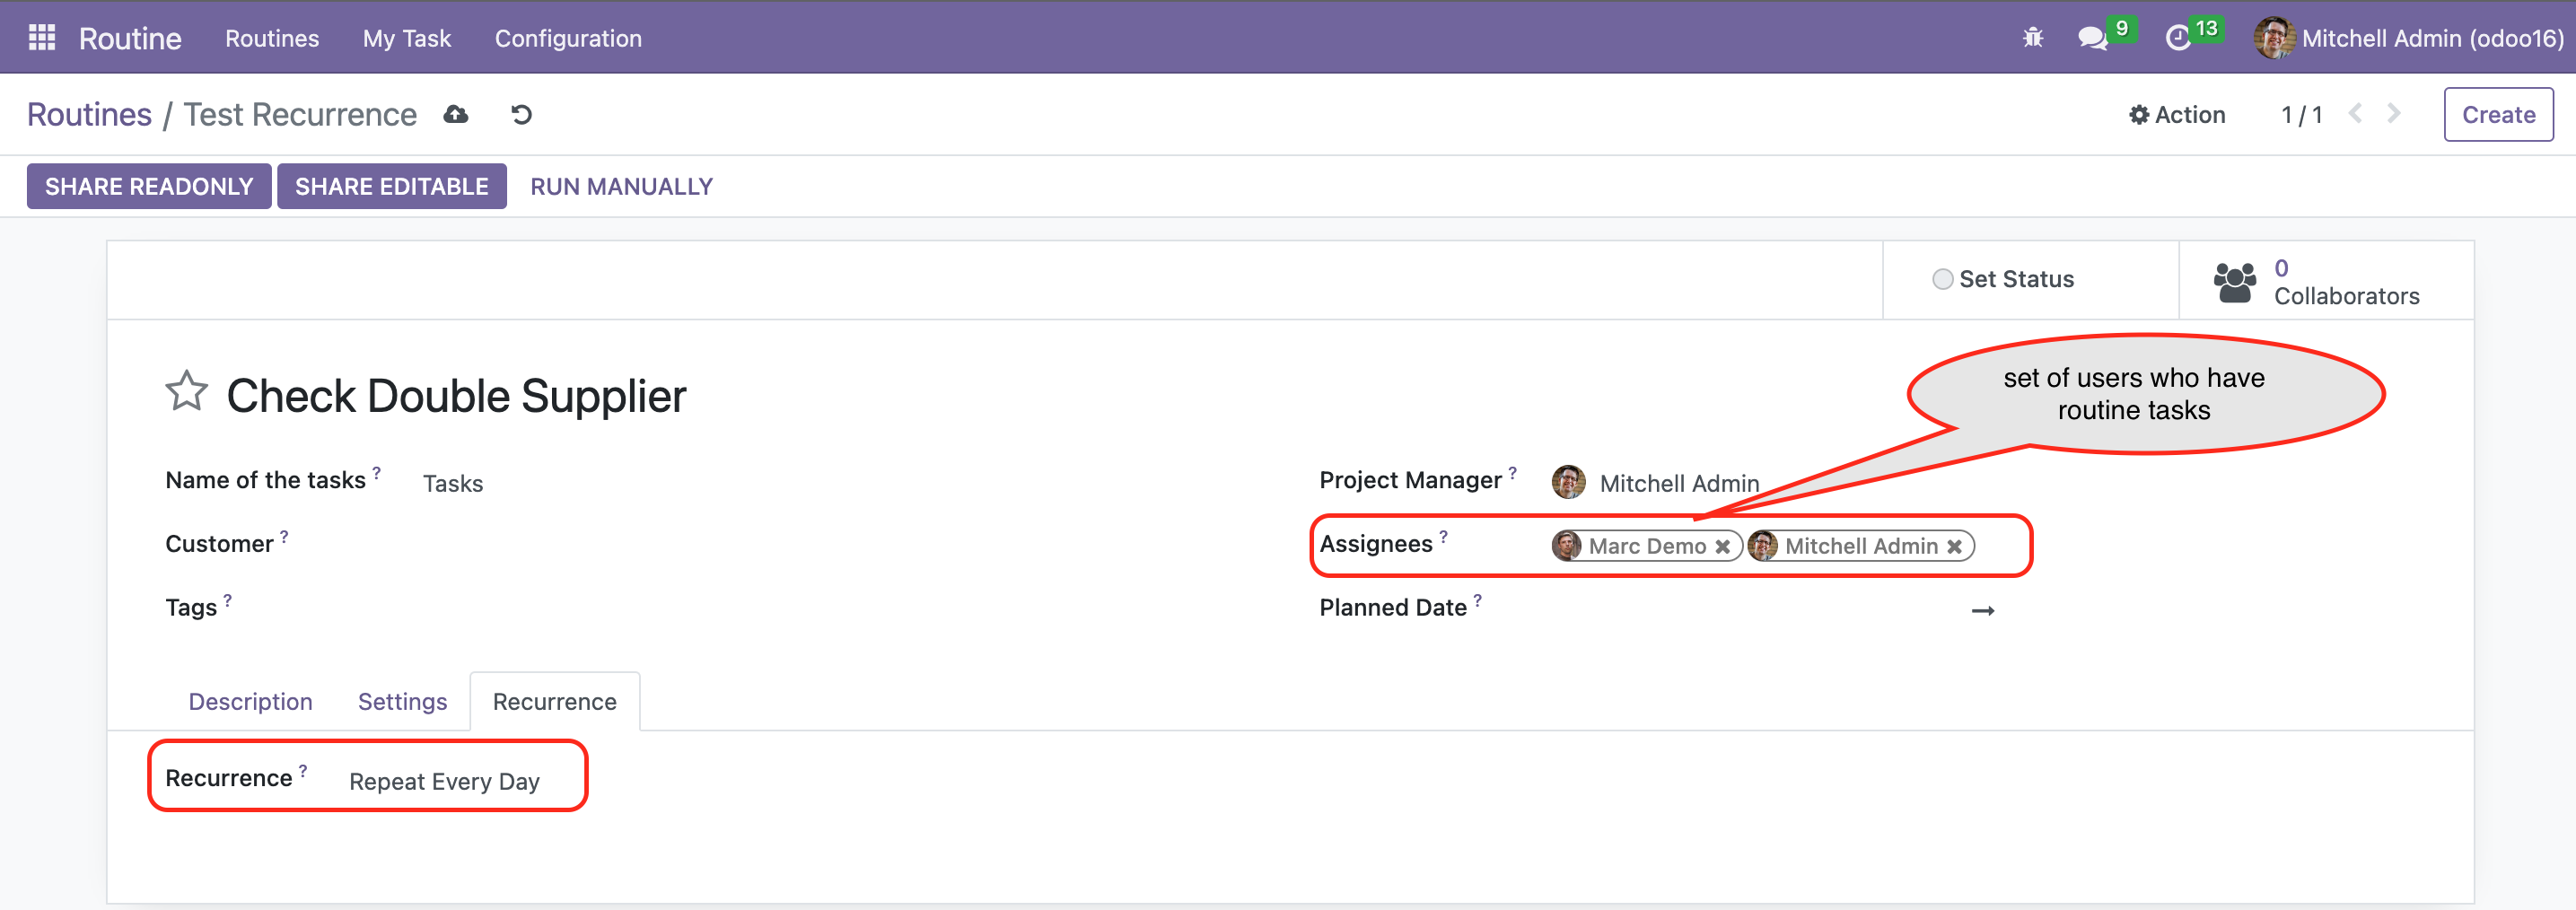 Routine Routines My Task Configuration 9 13 Mitchell Admin (odoo16)
Routines / Test Recurrence Action 1 / 1 Create
SHARE READONLY SHARE EDITABLE RUN MANUALLY
Set Status 0
Collaborators
set of users who have
routine tasks
Check Double Supplier
Name of the tasks ? Tasks Project Manager ? Mitchell Admin
Customer ? Assignees ? Marc Demo Mitchell Admin
Tags ? Planned Date ?
Description Settings Recurrence
Recurrence ? Repeat Every Day